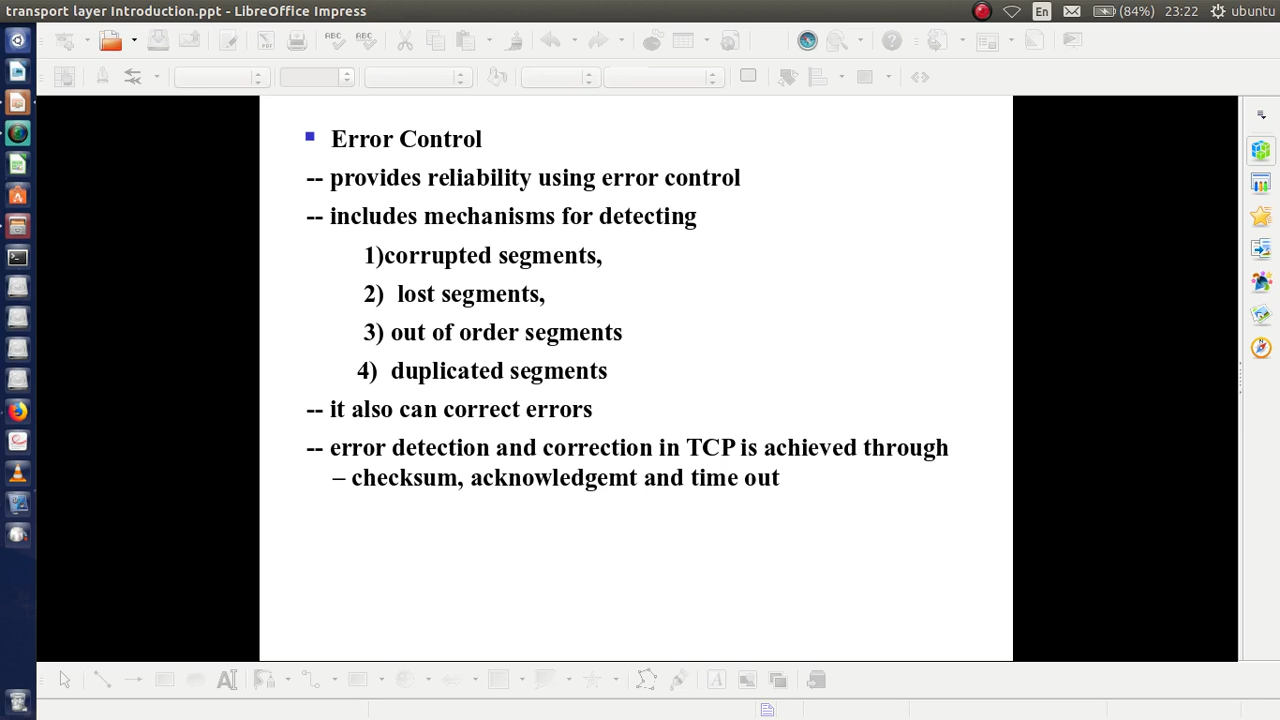 transport layer Introduction.ppt - LibreOffice Impress
En
(84%)
23:22
ubuntu
Error Control
-- provides reliability using error control
-- includes mechanisms for detecting
1)corrupted segments,
2) lost segments,
3) out of order segments
4) duplicated segments
-- it also can correct errors
-- error detection and correction in TCP is achieved through
– checksum, acknowledgemt and time out